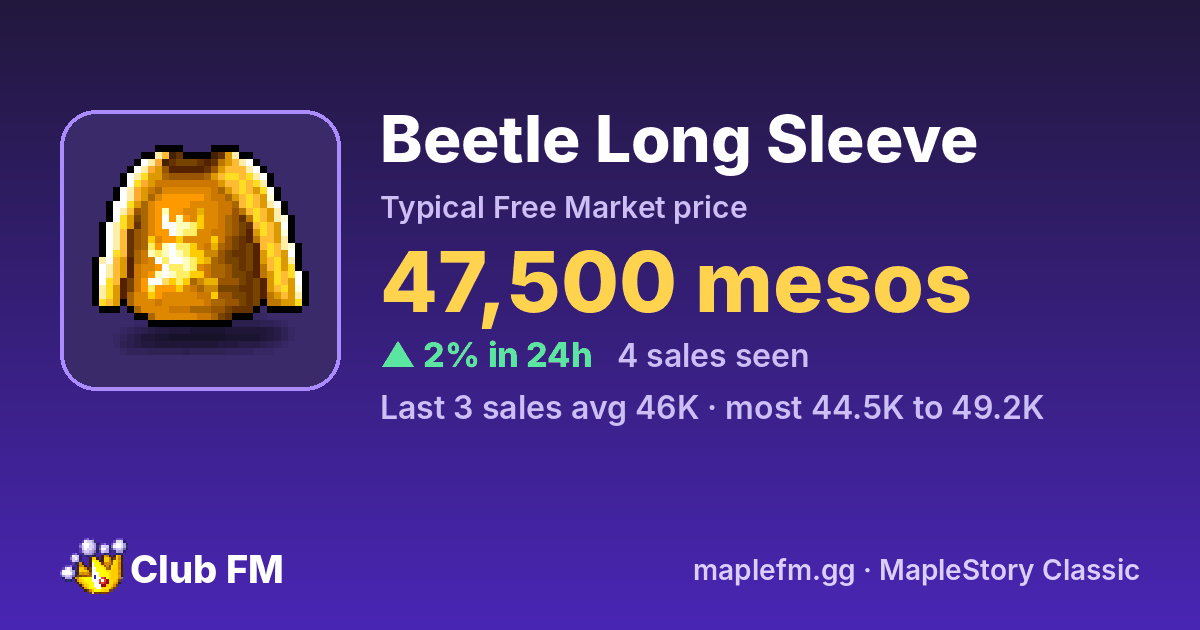 Beetle Long Sleeve
Typical Free Market price
47,500 mesos
▲ 2% in 24h 4 sales seen
Last 3 sales avg 46K · most 44.5K to 49.2K
Club FM
maplefm.gg · MapleStory Classic